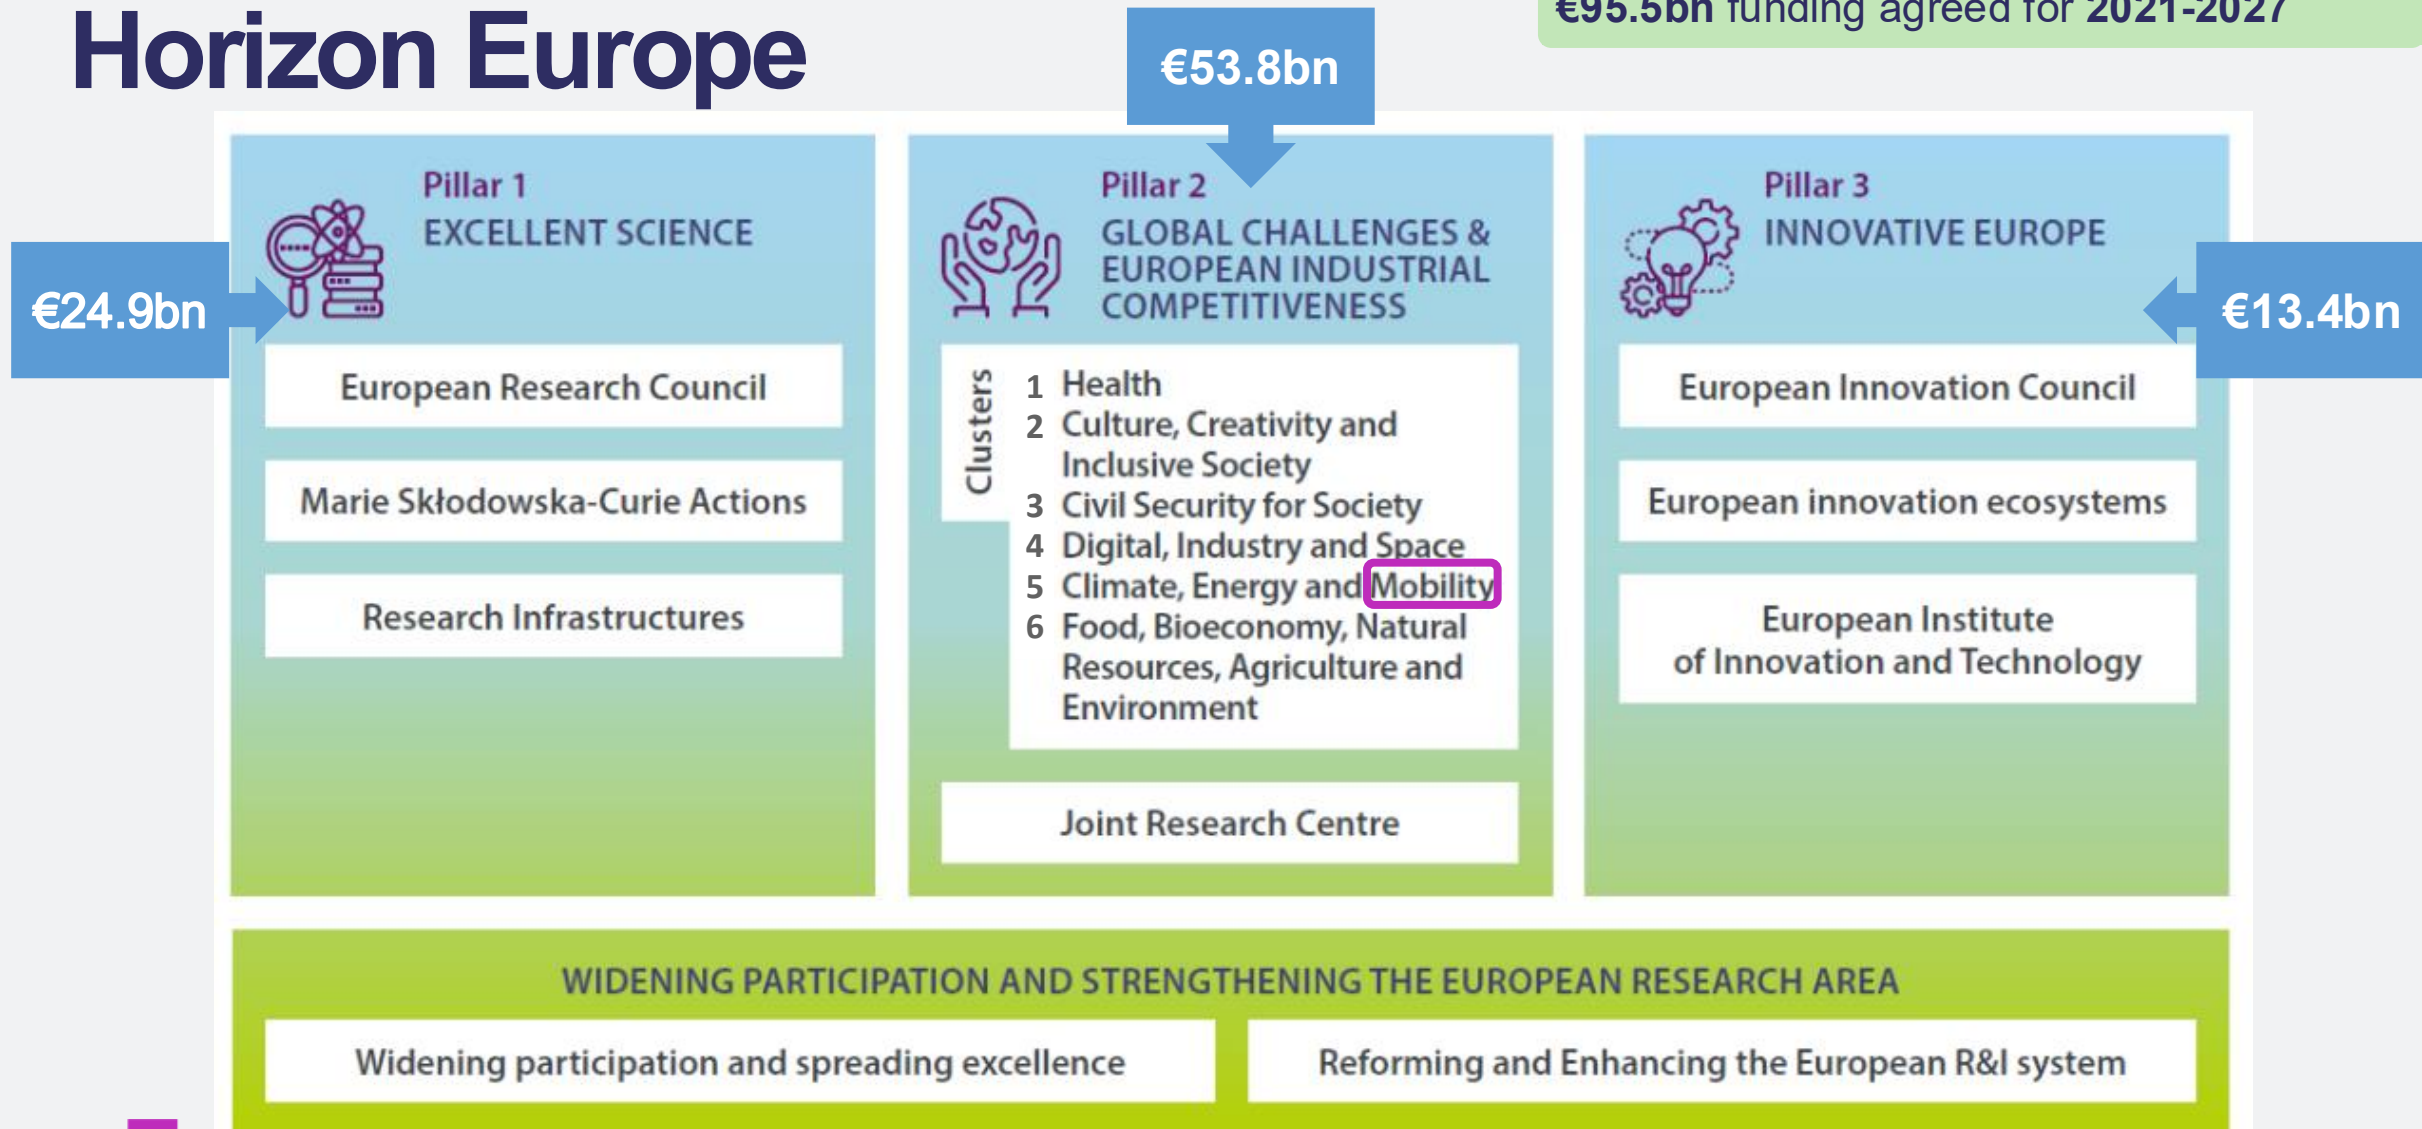 Horizon Europe
€95.5bn funding agreed for 2021-2027
€53.8bn
€24.9bn
Pillar 1
EXCELLENT SCIENCE
European Research Council
Marie Skłodowska-Curie Actions
Research Infrastructures
Pillar 2
GLOBAL CHALLENGES &
EUROPEAN INDUSTRIAL
COMPETITIVENESS
Clusters
1 Health
2 Culture, Creativity and
Inclusive Society
3 Civil Security for Society
4 Digital, Industry and Space
5 Climate, Energy and Mobility
6 Food, Bioeconomy, Natural
Resources, Agriculture and
Environment
Joint Research Centre
Pillar 3
INNOVATIVE EUROPE
€13.4bn
European Innovation Council
European innovation ecosystems
European Institute
of Innovation and Technology
WIDENING PARTICIPATION AND STRENGTHENING THE EUROPEAN RESEARCH AREA
Widening participation and spreading excellence
Reforming and Enhancing the European R&I system